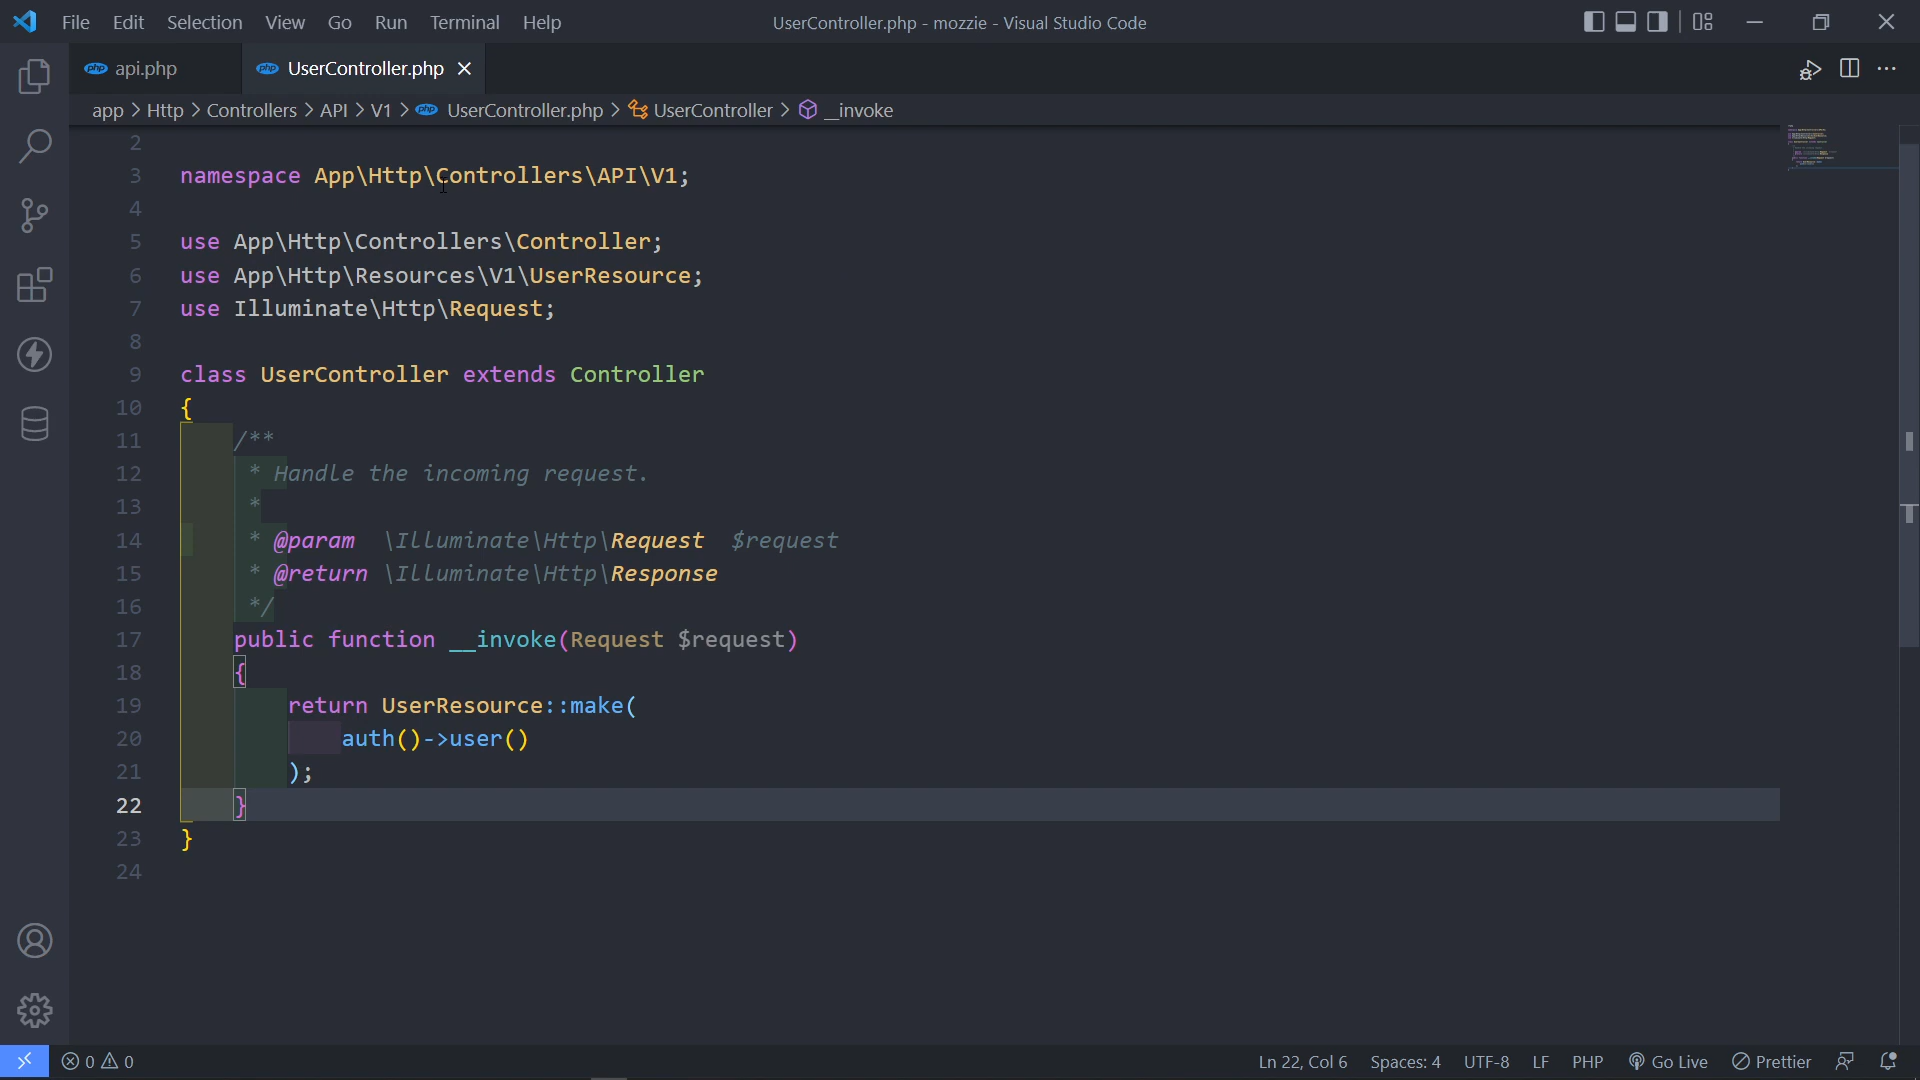 File Edit Selection View Go Run Terminal Help UserController.php - mozzie - Visual Studio Code
php api.php php UserController.php
app > Http > Controllers > API > V1 > php UserController.php > UserController > __invoke
2
3 namespace App\Http\Controllers\API\V1;
4
5 use App\Http\Controllers\Controller;
6 use App\Http\Resources\V1\UserResource;
7 use Illuminate\Http\Request;
8
9 class UserController extends Controller
10 {
11 /**
12 * Handle the incoming request.
13 *
14 * @param \Illuminate\Http\Request $request
15 * @return \Illuminate\Http\Response
16 */
17 public function __invoke(Request $request)
18 {
19 return UserResource::make(
20 auth()->user()
21 );
22 }
23 }
24
0 0 Ln 22, Col 6 Spaces: 4 UTF-8 LF PHP Go Live Prettier